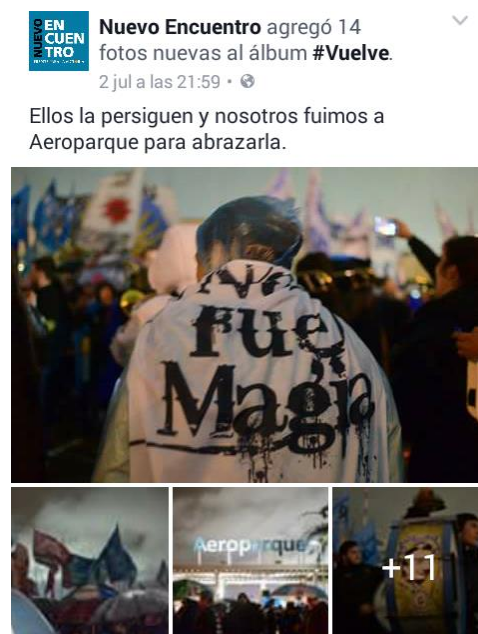 NUEVO
EN
CUEN
TRO
Nuevo Encuentro agregó 14
fotos nuevas al álbum #Vuelve.
2 jul a las 21:59 •
Ellos la persiguen y nosotros fuimos a
Aeroparque para abrazarla.
No
Fue
Magia
Aeroparque
+11